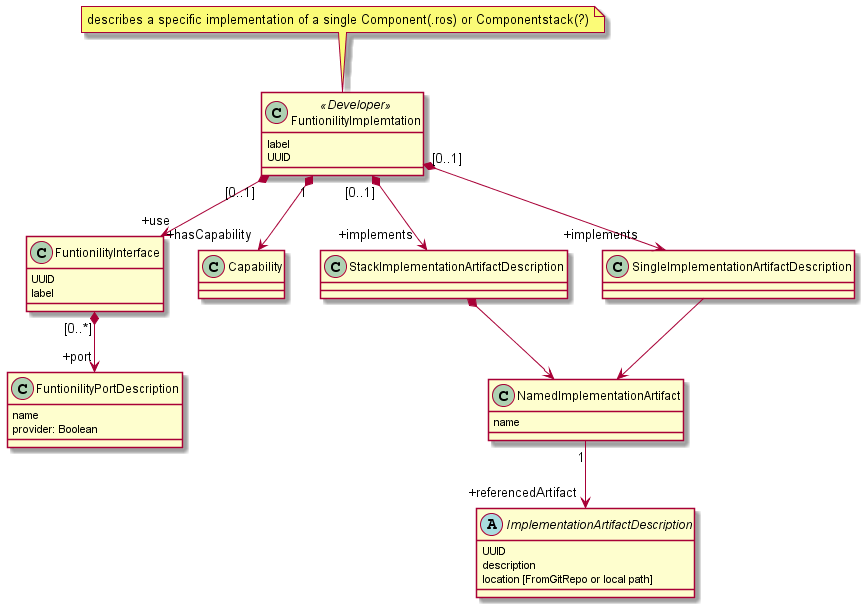 describes a specific implementation of a single Component(.ros) or Componentstack(?)
C
«Developer»
FuntionilityImplemtation
label
UUID
[0..1]
1
[0..1]
[0..1]
+use
+hasCapability
+implements
+implements
C FuntionilityInterface
UUID
label
C Capability
C StackImplementationArtifactDescription
C SingleImplementationArtifactDescription
[0..*]
+port
C FuntionilityPortDescription
name
provider: Boolean
C NamedImplementationArtifact
name
1
+referencedArtifact
A ImplementationArtifactDescription
UUID
description
location [FromGitRepo or local path]